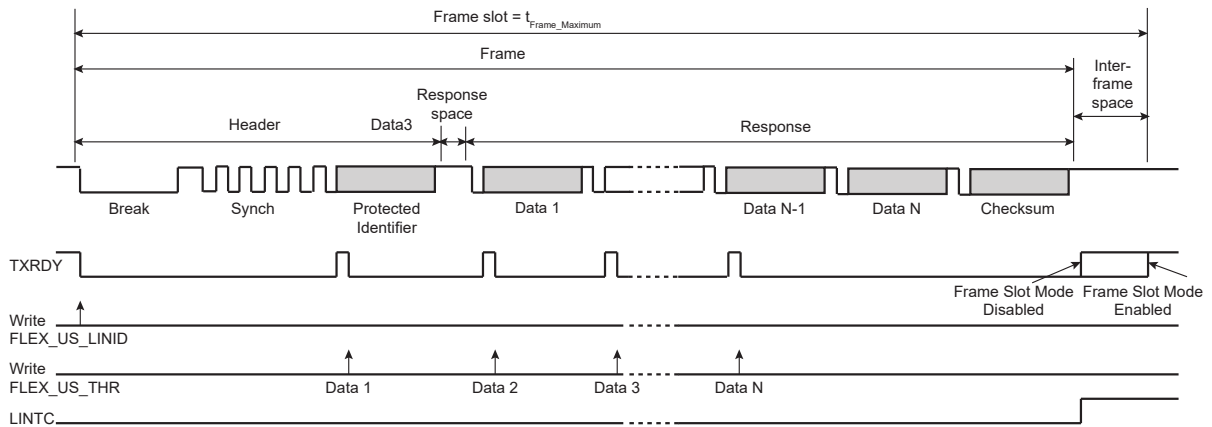 Frame slot = tFrame_Maximum
Frame
Inter-
frame
space
Response
space
Header
Data3
Response
Break
Synch
Protected
Identifier
Data 1
Data N-1
Data N
Checksum
TXRDY
Frame Slot Mode
Disabled
Frame Slot Mode
Enabled
Write
FLEX_US_LINID
Write
FLEX_US_THR
Data 1
Data 2
Data 3
Data N
LINTC